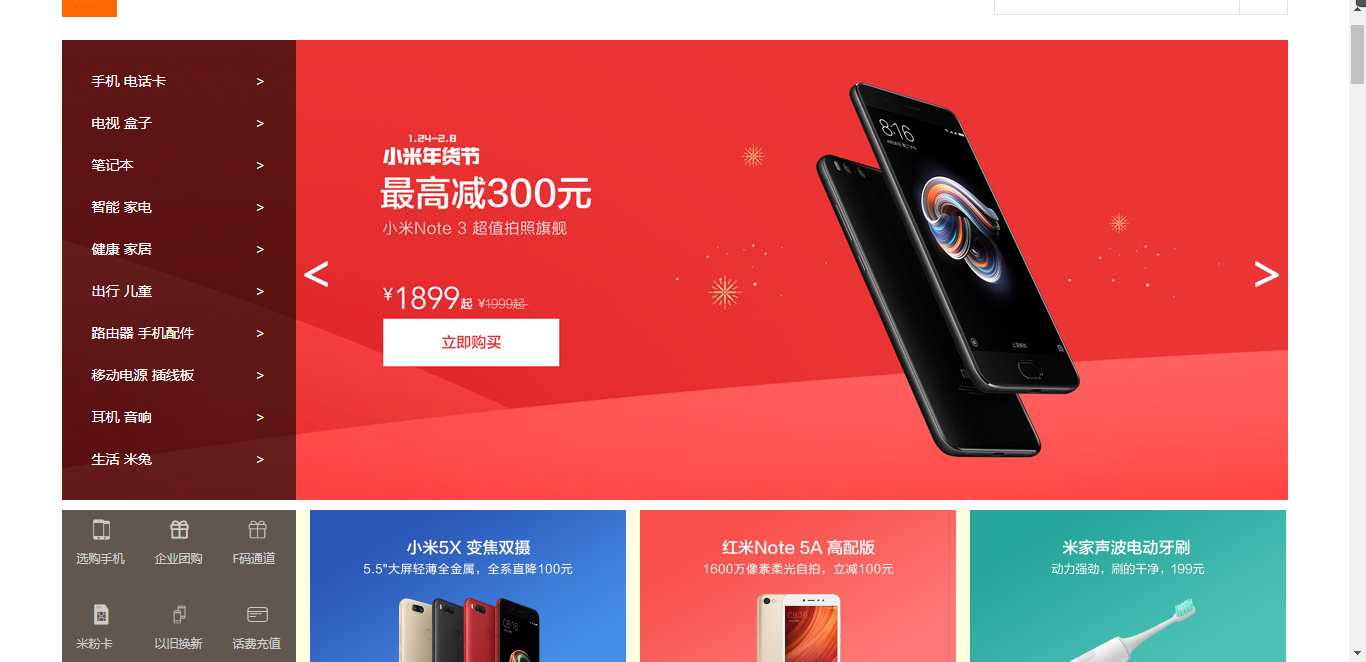 手机 电话卡 >
电视 盒子 >
笔记本 >
智能 家电 >
健康 家居 >
出行 儿童 >
路由器 手机配件 >
移动电源 插线板 >
耳机 音响 >
生活 米兔 >
<
1.24-2.8
小米年货节
最高减300元
小米Note 3 超值拍照旗舰
¥1899起 ¥1999起
立即购买
8:16
>
选购手机 企业团购 F码通道
米粉卡 以旧换新 话费充值
小米5X 变焦双摄
5.5"大屏轻薄全金属，全系直降100元
红米Note 5A 高配版
1600万像素柔光自拍，立减100元
08:16
米家声波电动牙刷
动力强劲，刷的干净，199元